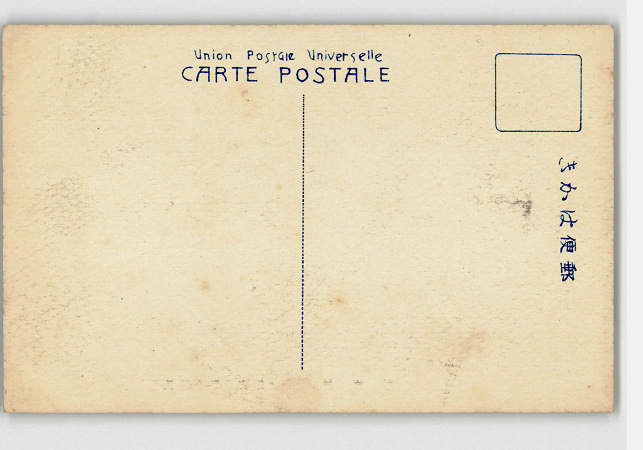 Union Postale Universelle
CARTE POSTALE
郵便はかき